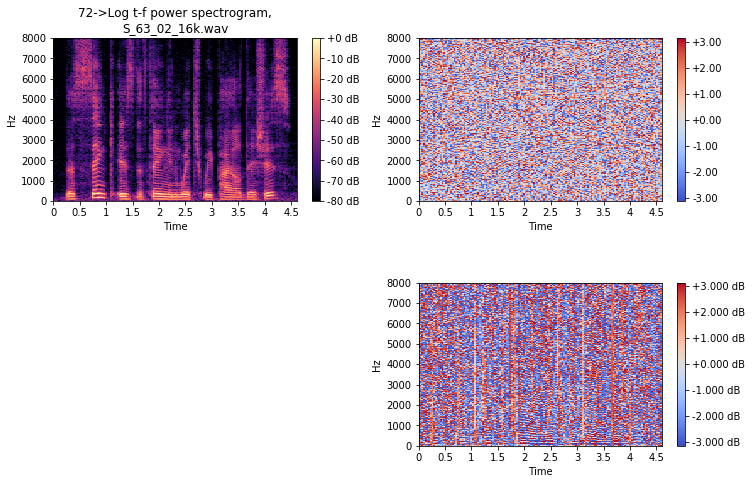 72->Log t-f power spectrogram,
S_63_02_16k.wav
8000
7000
6000
5000
4000
3000
2000
1000
0
Hz
0 0.5 1 1.5 2 2.5 3 3.5 4 4.5
Time
+0 dB
-10 dB
-20 dB
-30 dB
-40 dB
-50 dB
-60 dB
-70 dB
-80 dB
8000
7000
6000
5000
4000
3000
2000
1000
0
Hz
0 0.5 1 1.5 2 2.5 3 3.5 4 4.5
Time
+3.00
+2.00
+1.00
+0.00
-1.00
-2.00
-3.00
8000
7000
6000
5000
4000
3000
2000
1000
0
Hz
0 0.5 1 1.5 2 2.5 3 3.5 4 4.5
Time
+3.000 dB
+2.000 dB
+1.000 dB
+0.000 dB
-1.000 dB
-2.000 dB
-3.000 dB